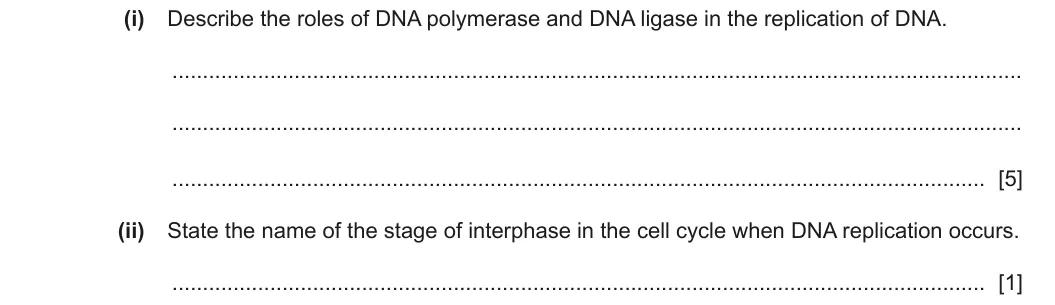 (i) Describe the roles of DNA polymerase and DNA ligase in the replication of DNA.
..........................................................................................................................................
..........................................................................................................................................
.................................................................................................................................... [5]
(ii) State the name of the stage of interphase in the cell cycle when DNA replication occurs.
.................................................................................................................................... [1]